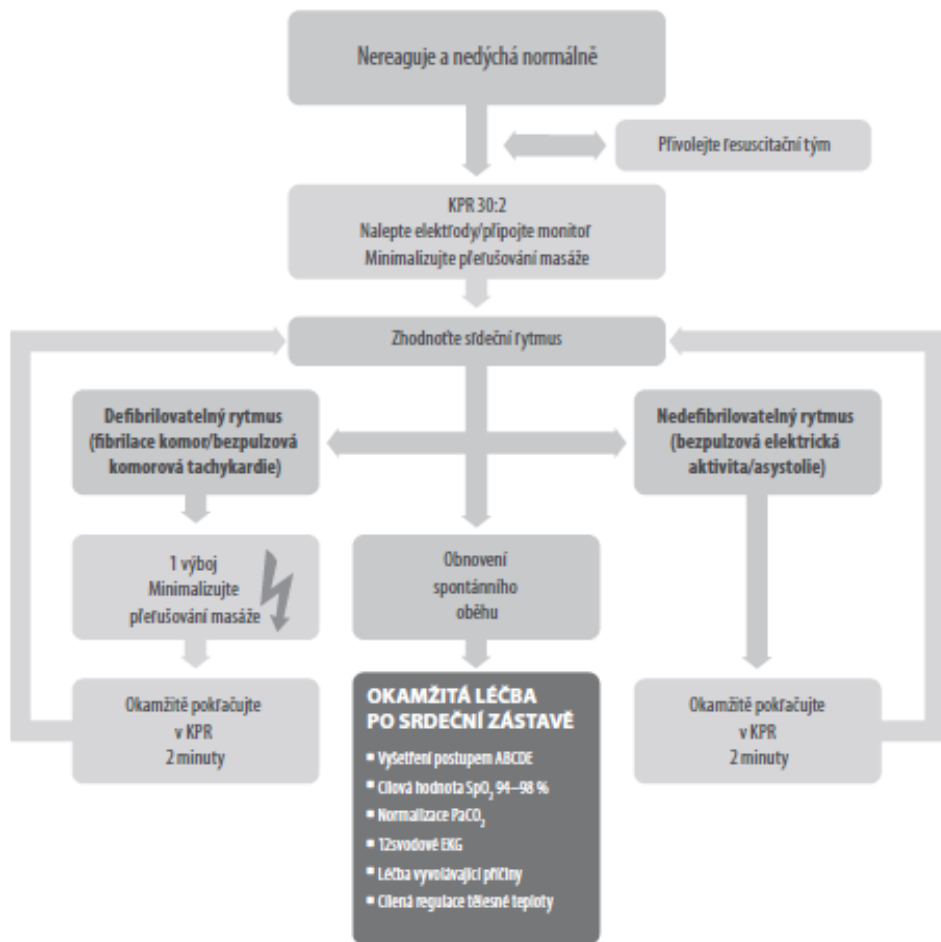 Nereaguje a nedýchá normálně
Přivolejte resuscitační tým
KPR 30:2
Nalepte elektrody/připojte monitor
Minimalizujte přerušování masáže
Zhodnoťte srdeční rytmus
Defibrilovatelný rytmus
(fibrilace komor/bezpulzová
komorová tachykardie)
Nedefibrilovatelný rytmus
(bezpulzová elektrická
aktivita/asystolie)
1 výboj
Minimalizujte
přerušování masáže
Obnovení
spontánního
oběhu
Okamžitě pokračujte
v KPR
2 minuty
OKAMŽITÁ LÉČBA
PO SRDEČNÍ ZÁSTAVĚ
▪ Vyšetření postupem ABCDE
▪ Cílová hodnota SpO₂ 94–98 %
▪ Normalizace PaCO₂
▪ 12svodové EKG
▪ Léčba vyvolávající příčiny
▪ Cílená regulace tělesné teploty
Okamžitě pokračujte
v KPR
2 minuty